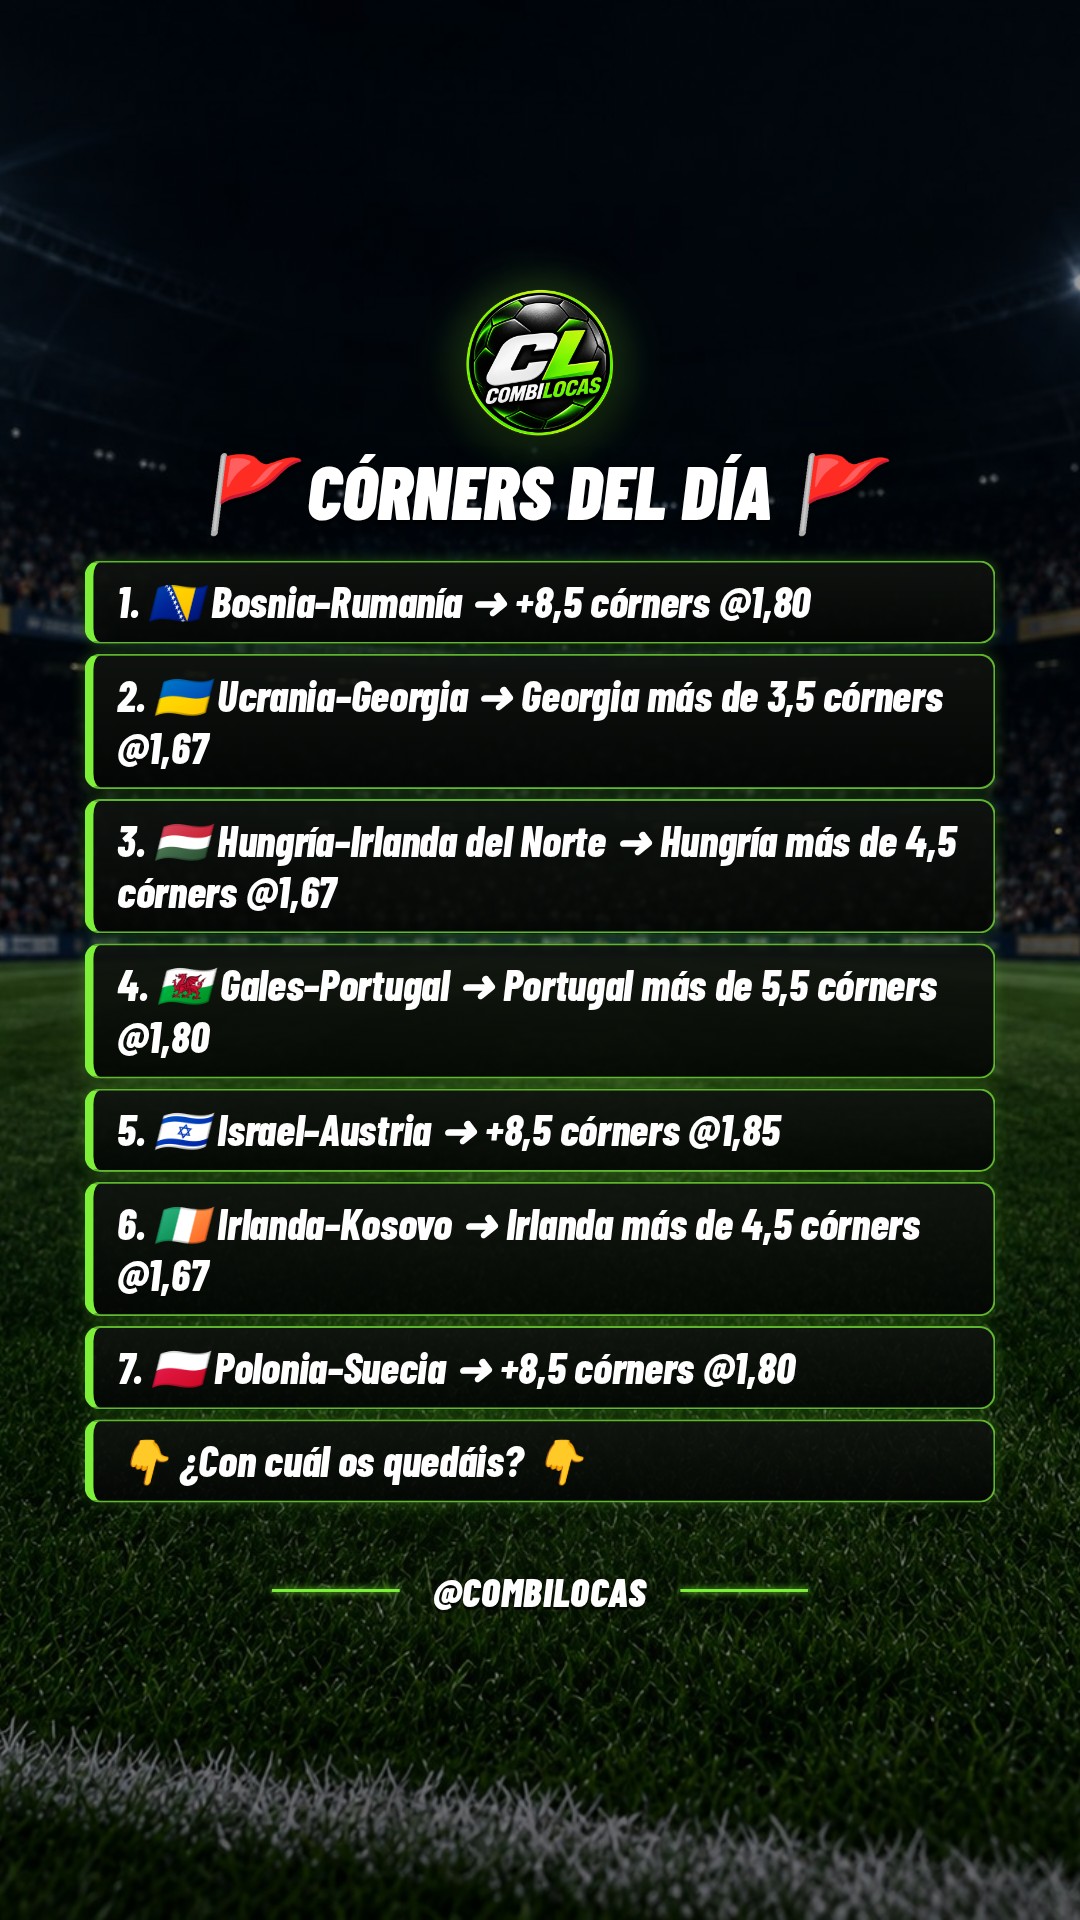 CL
COMBILOCAS
🚩 CÓRNERS DEL DÍA 🚩
1. 🇧🇦 Bosnia-Rumanía ➜ +8,5 córners @1,80
2. 🇺🇦 Ucrania-Georgia ➜ Georgia más de 3,5 córners
@1,67
3. 🇭🇺 Hungría-Irlanda del Norte ➜ Hungría más de 4,5
córners @1,67
4. 🏴󠁧󠁢󠁷󠁬󠁳󠁿 Gales-Portugal ➜ Portugal más de 5,5 córners
@1,80
5. 🇮🇱 Israel-Austria ➜ +8,5 córners @1,85
6. 🇮🇪 Irlanda-Kosovo ➜ Irlanda más de 4,5 córners
@1,67
7. 🇵🇱 Polonia-Suecia ➜ +8,5 córners @1,80
👇 ¿Con cuál os quedáis? 👇
@COMBILOCAS